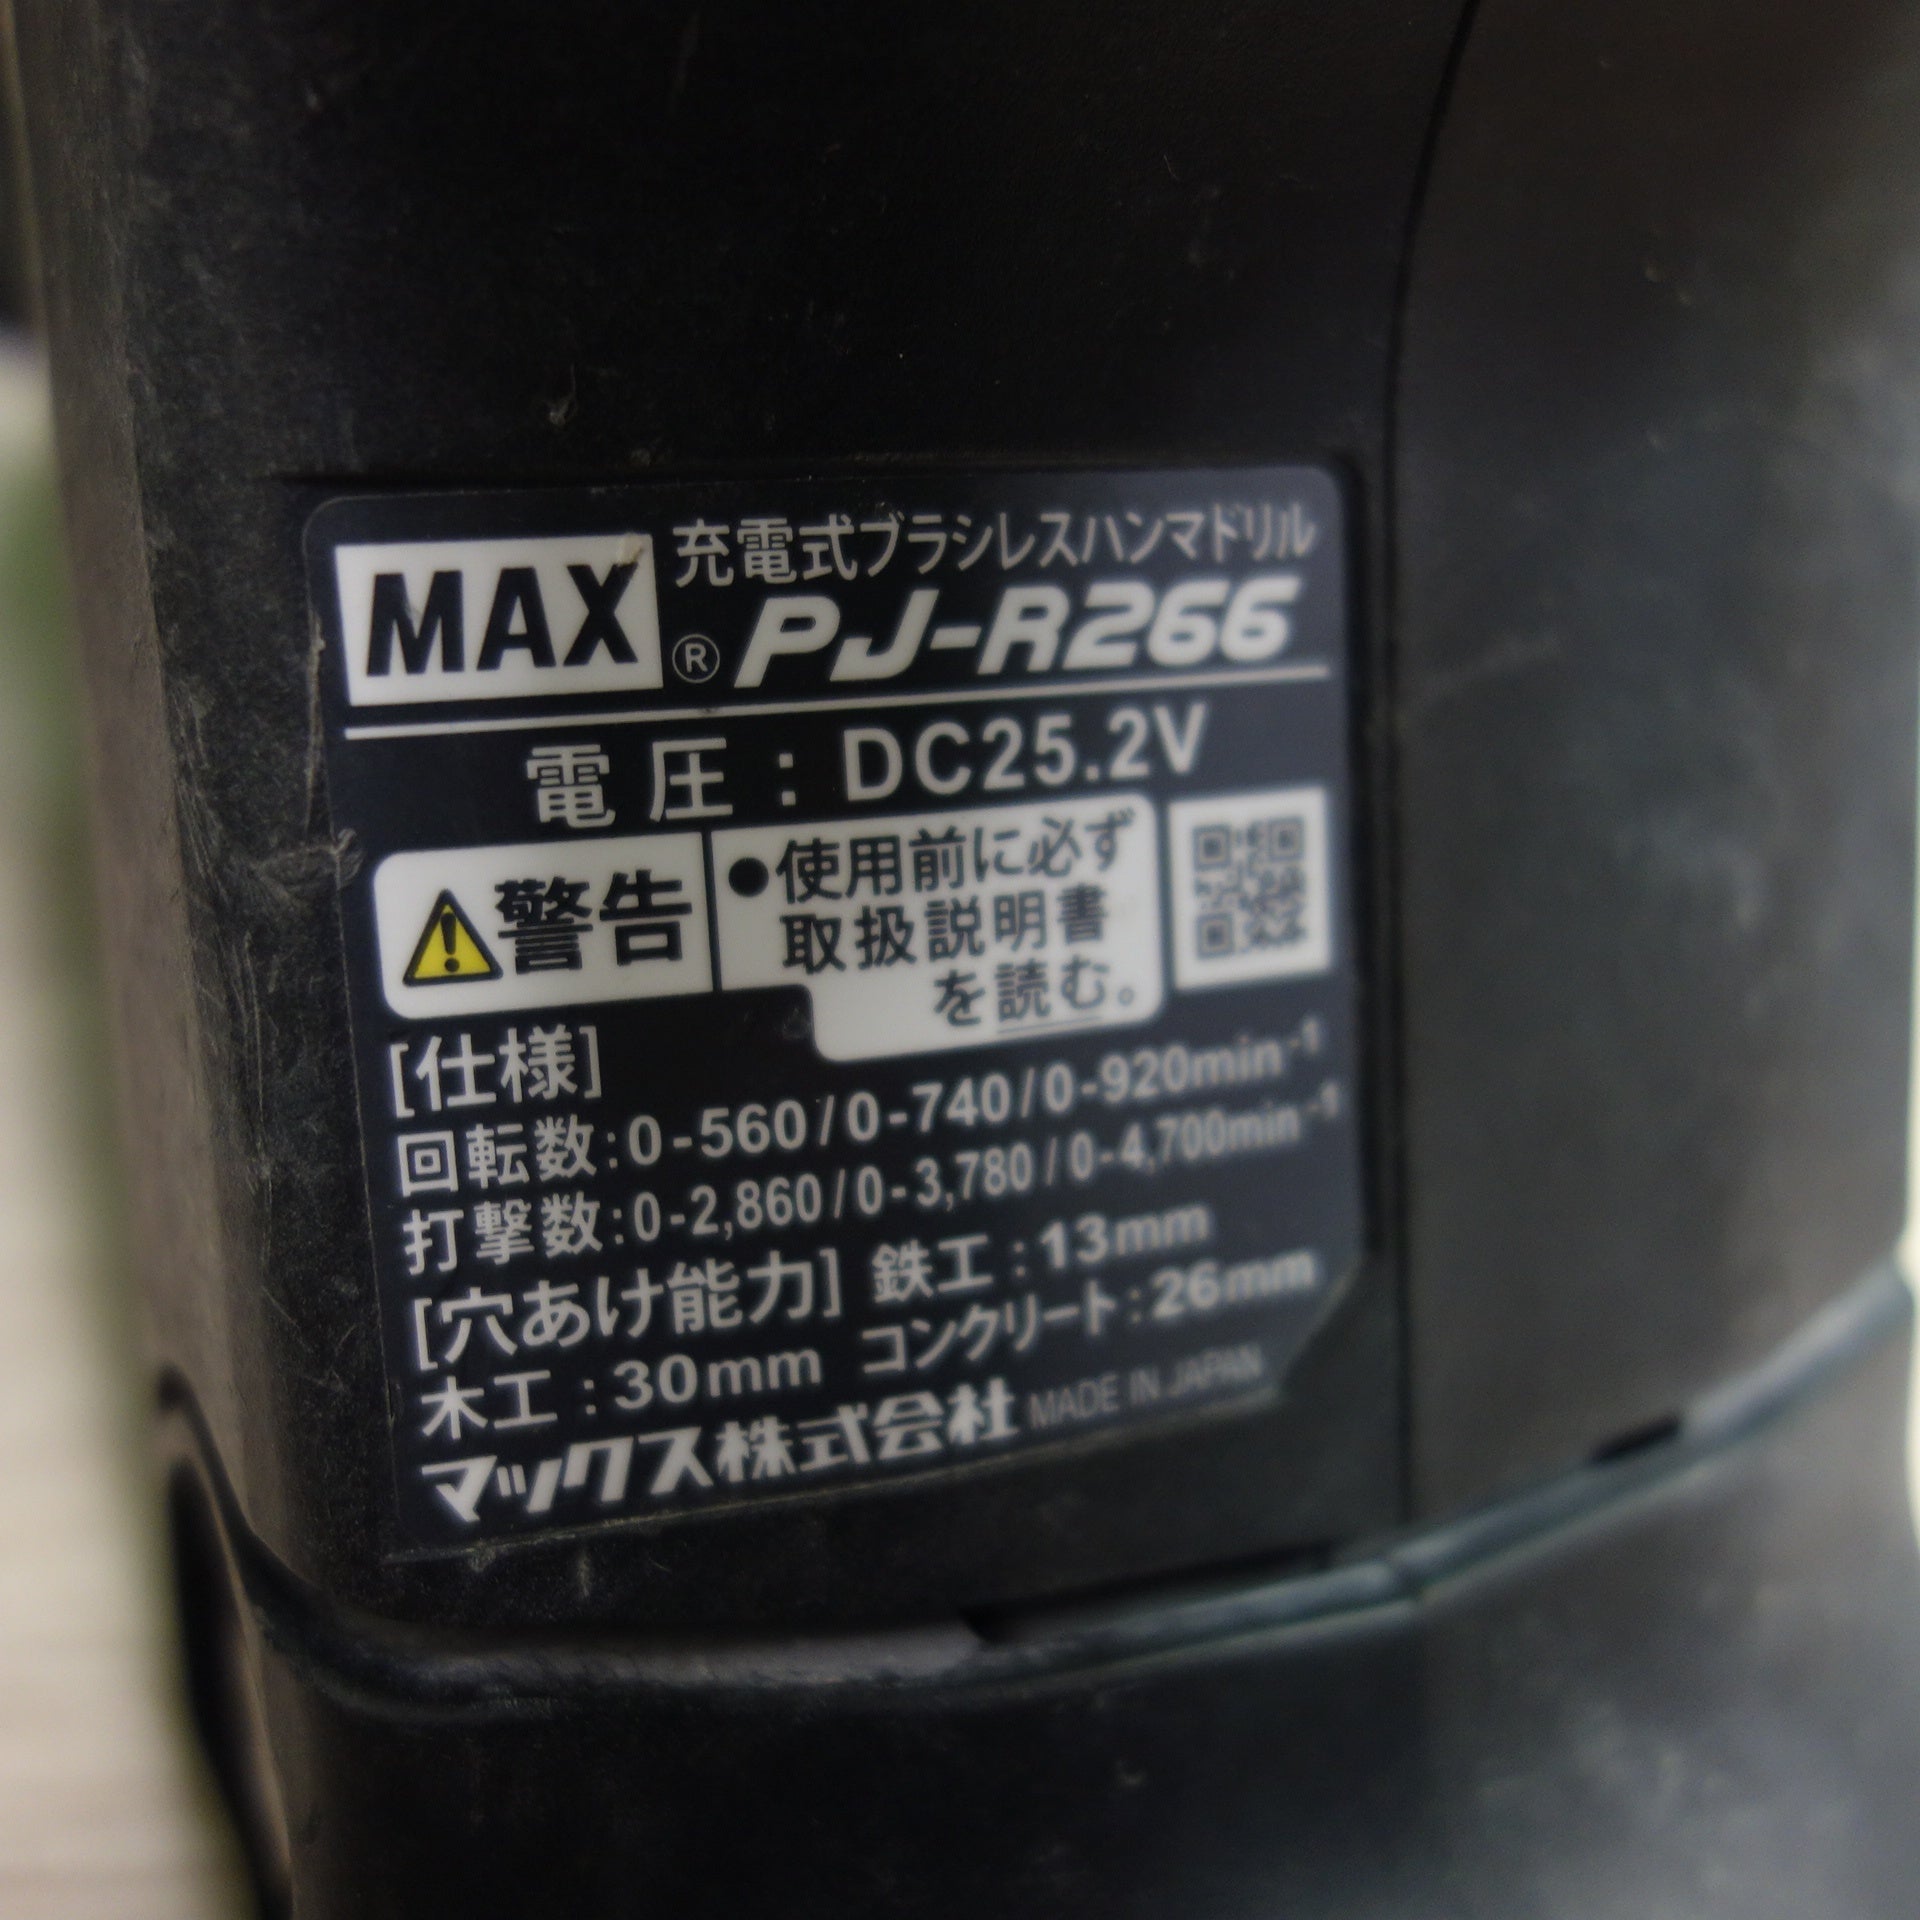 MAX® 充電式ブラシレスハンマドリル
PJ-R266
電圧：DC25.2V
警告
●使用前に必ず
取扱説明書
を読む。
[仕様]
回転数:0-560/0-740/0-920min⁻¹
打撃数:0-2,860/0-3,780/0-4,700min⁻¹
[穴あけ能力] 鉄工：13mm
木工：30mm コンクリート：26mm
マックス株式会社 MADE IN JAPAN